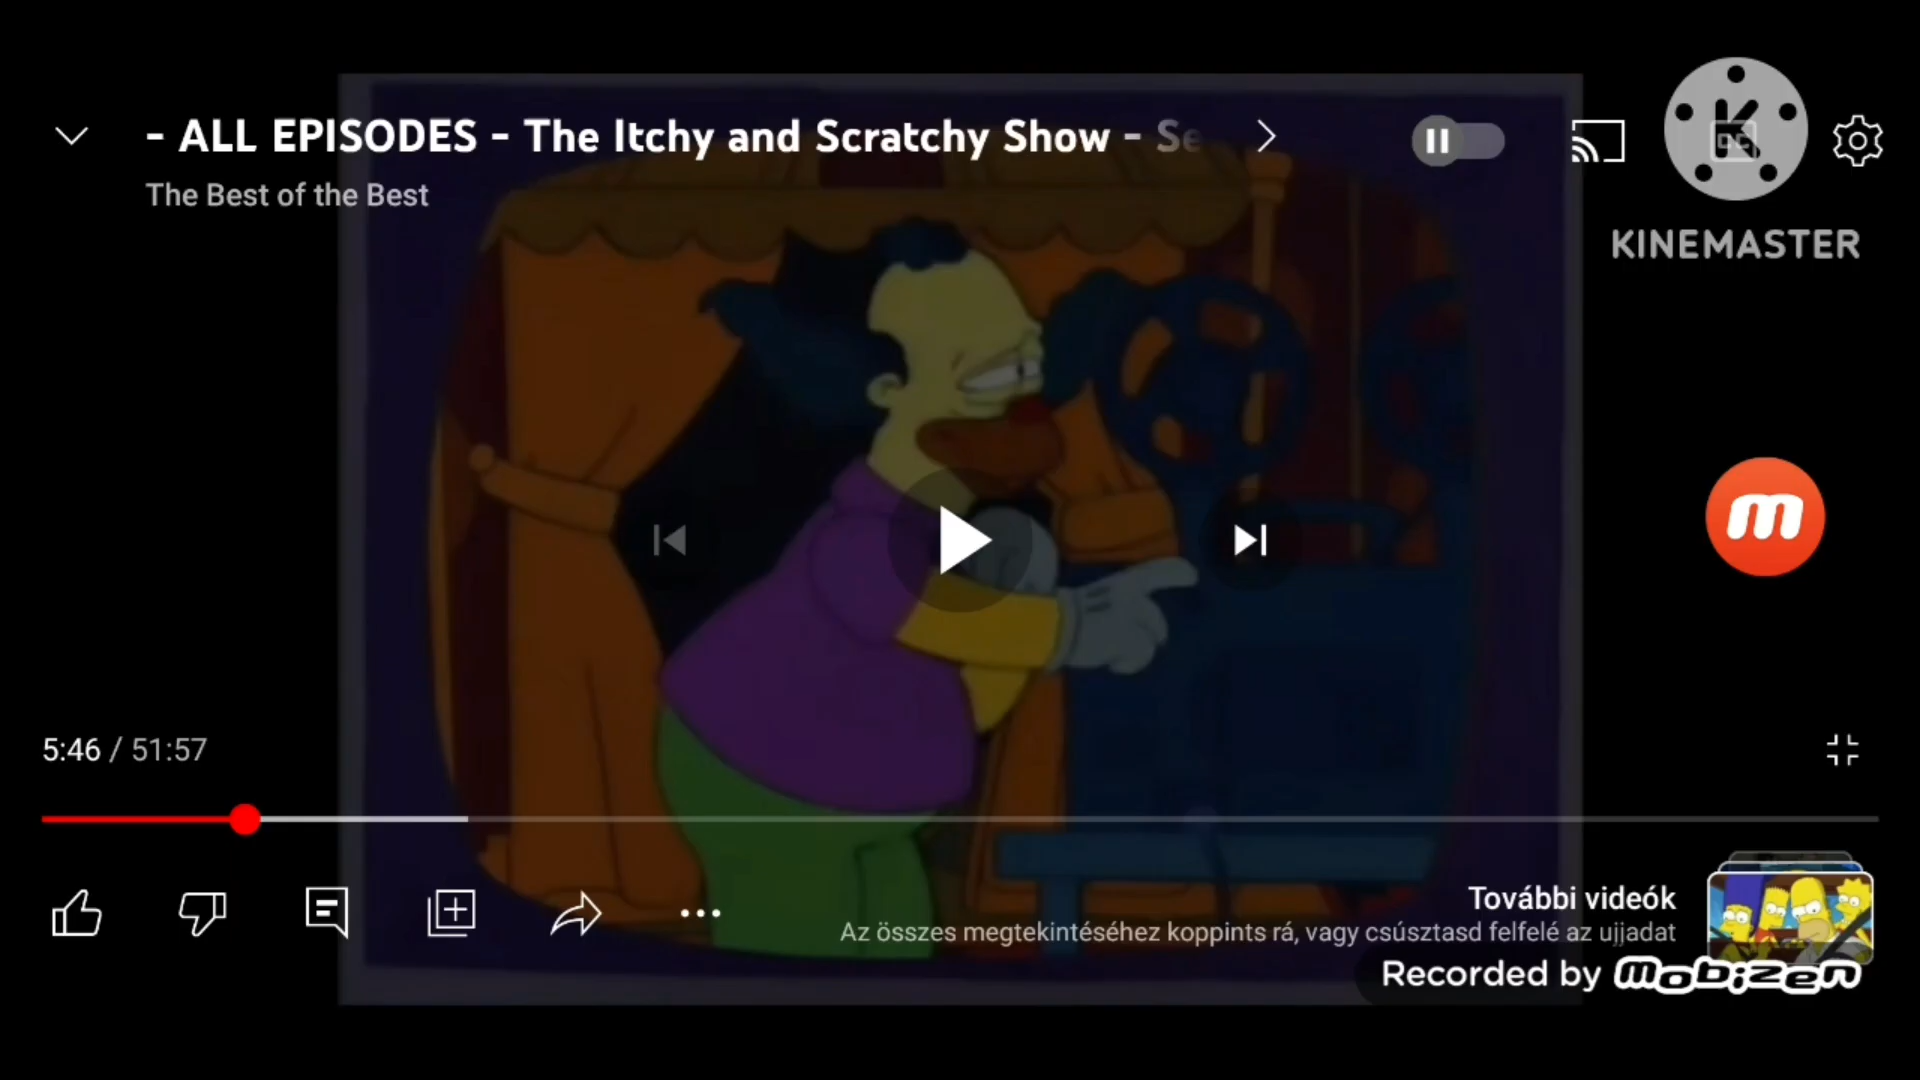 - ALL EPISODES - The Itchy and Scratchy Show - Se
The Best of the Best
KINEMASTER
5:46 / 51:57
További videók
Az összes megtekintéséhez koppints rá, vagy csúsztasd felfelé az ujjadat
Recorded by mobizen